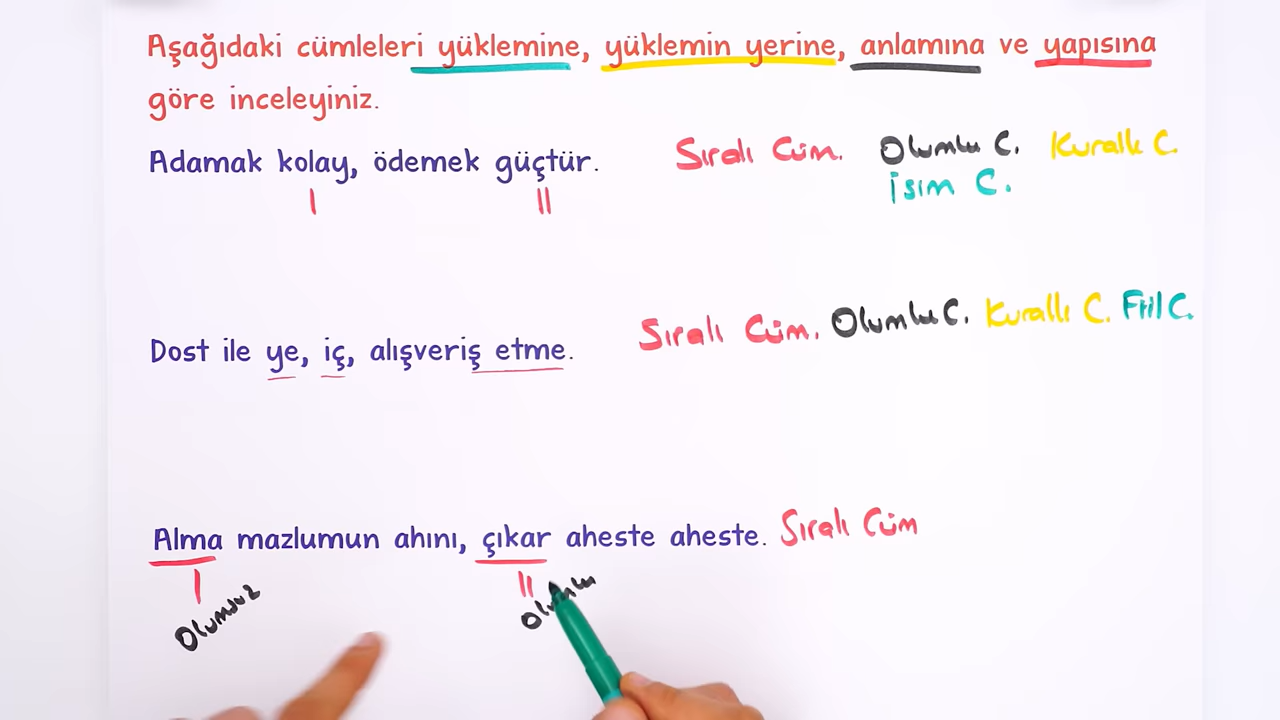 Aşağıdaki cümleleri yüklemine, yüklemin yerine, anlamına ve yapısına
göre inceleyiniz.
Adamak kolay, ödemek güçtür. Sıralı Cüm. Olumlu C. Kurallı C.
I II İsim C.
Dost ile ye, iç, alışveriş etme. Sıralı Cüm. Olumlu C. Kurallı C. Fiil C.
Alma mazlumun ahını, çıkar aheste aheste. Sıralı Cüm
I II
Olumsuz Olumlu